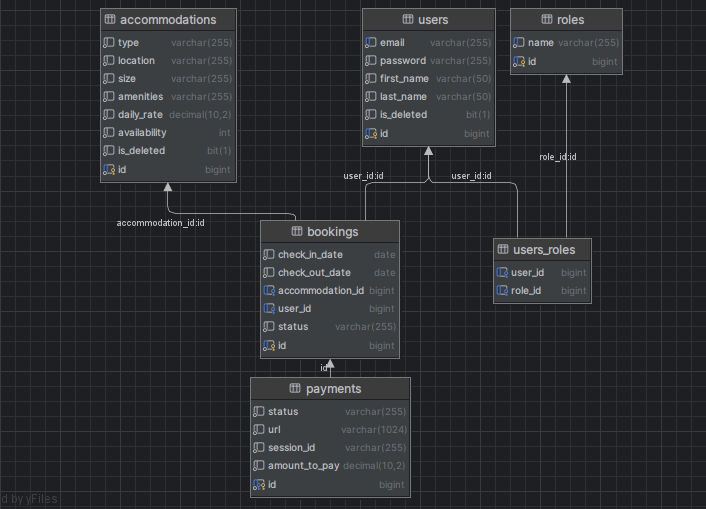 accommodations
type varchar(255)
location varchar(255)
size varchar(255)
amenities varchar(255)
daily_rate decimal(10,2)
availability int
is_deleted bit(1)
id bigint
users
email varchar(255)
password varchar(255)
first_name varchar(50)
last_name varchar(50)
is_deleted bit(1)
id bigint
roles
name varchar(255)
id bigint
role_id:id
user_id:id
user_id:id
accommodation_id:id
bookings
check_in_date date
check_out_date date
accommodation_id bigint
user_id bigint
status varchar(255)
id bigint
users_roles
user_id bigint
role_id bigint
id
payments
status varchar(255)
url varchar(1024)
session_id varchar(255)
amount_to_pay decimal(10,2)
id bigint
d by yFiles